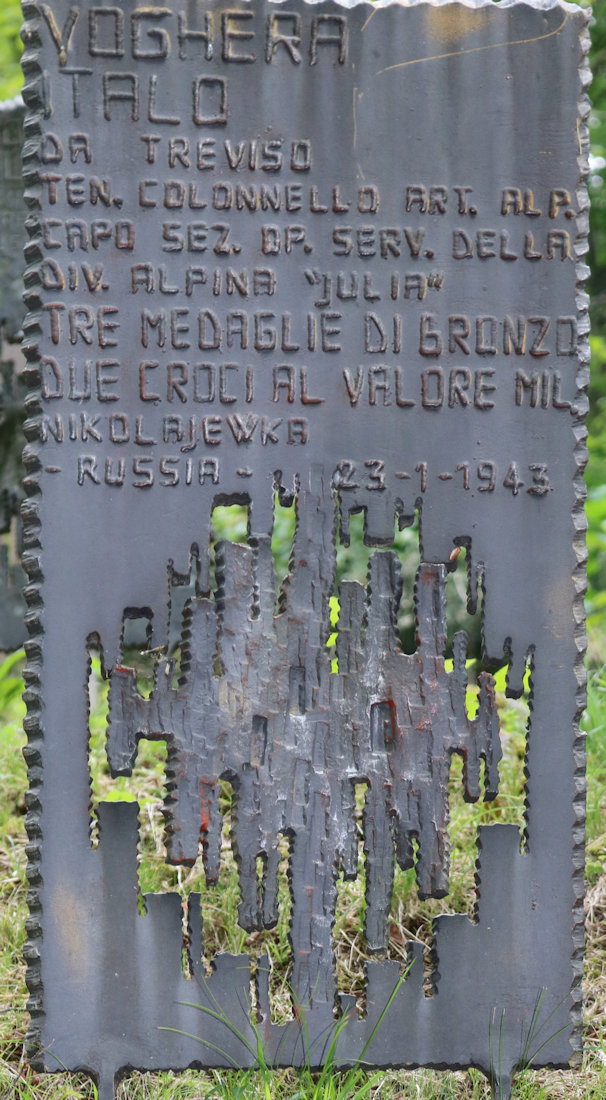 VOGHERA
ITALO
DA TREVISO
TEN. COLONNELLO ART. ALP.
CAPO SEZ. OP. SERV. DELLA
DIV. ALPINA "JULIA"
TRE MEDAGLIE DI BRONZO
DUE CROCI AL VALORE MIL.
NIKOLAJEWKA
- RUSSIA - 23-1-1943